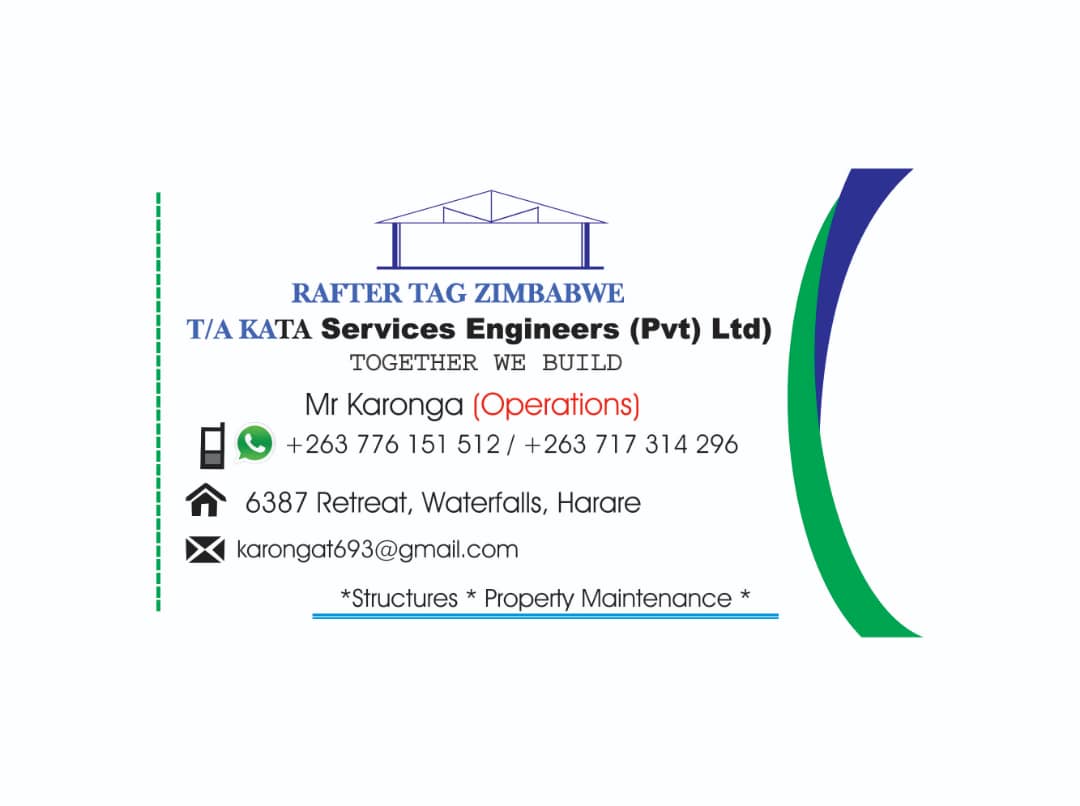 RAFTER TAG ZIMBABWE
T/A KATA Services Engineers (Pvt) Ltd)
TOGETHER WE BUILD
Mr Karonga (Operations)
+263 776 151 512 / +263 717 314 296
6387 Retreat, Waterfalls, Harare
karongat693@gmail.com
*Structures * Property Maintenance *